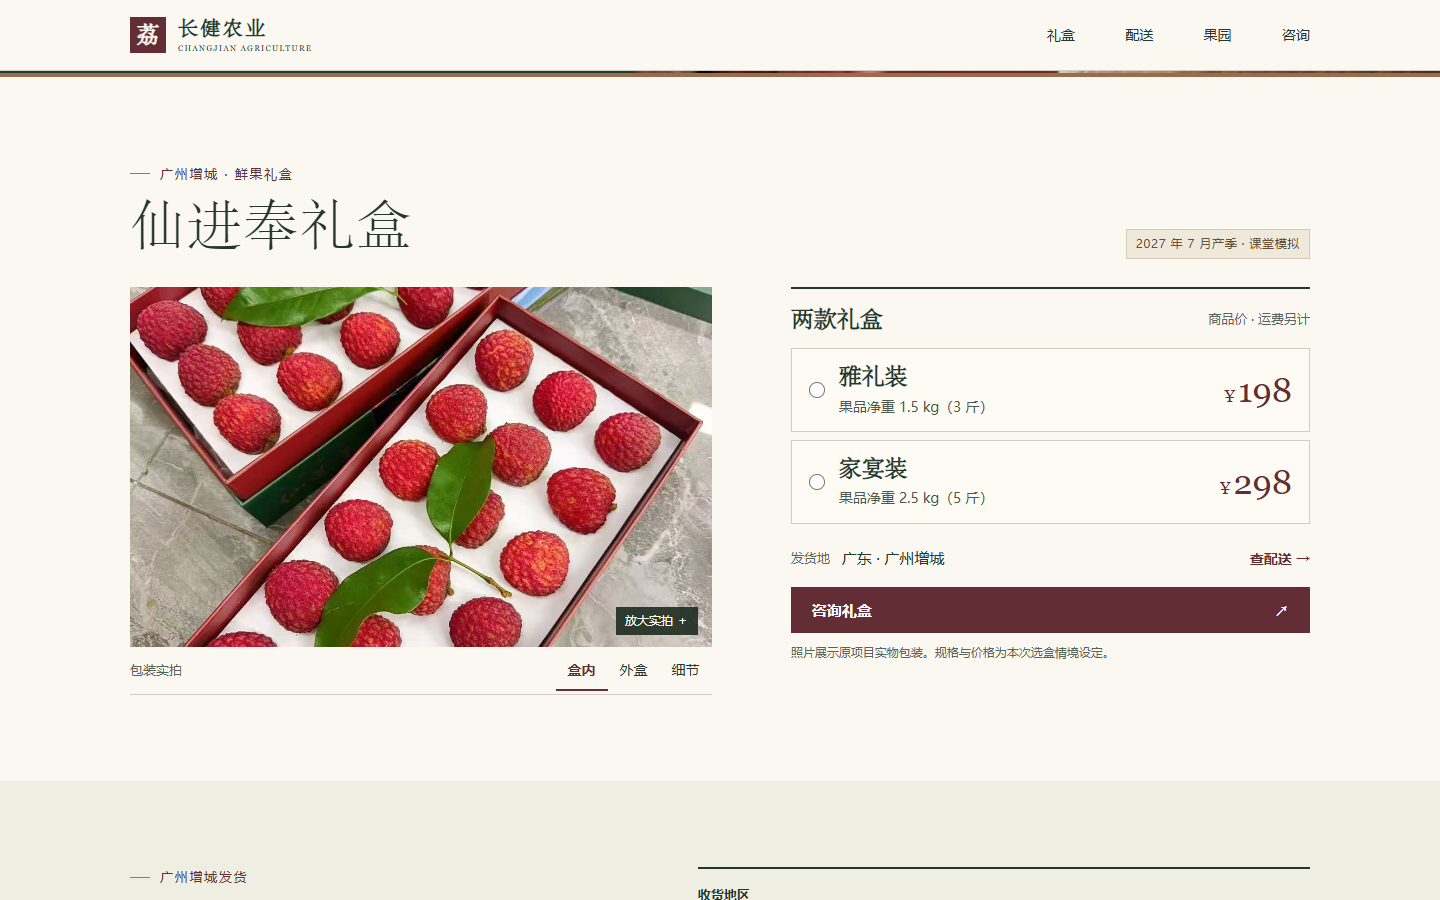 荔
长健农业
CHANGJIAN AGRICULTURE
礼盒
配送
果园
咨询
广州增城 · 鲜果礼盒
仙进奉礼盒
2027 年 7 月产季 · 课堂模拟
两款礼盒
商品价 · 运费另计
雅礼装
果品净重 1.5 kg（3 斤）
¥198
家宴装
果品净重 2.5 kg（5 斤）
¥298
发货地 广东 · 广州增城
查配送 →
放大实拍 +
咨询礼盒 ↗
照片展示原项目实物包装。规格与价格为本次选盒情境设定。
包装实拍
盒内
外盒
细节
广州增城发货
收货地区